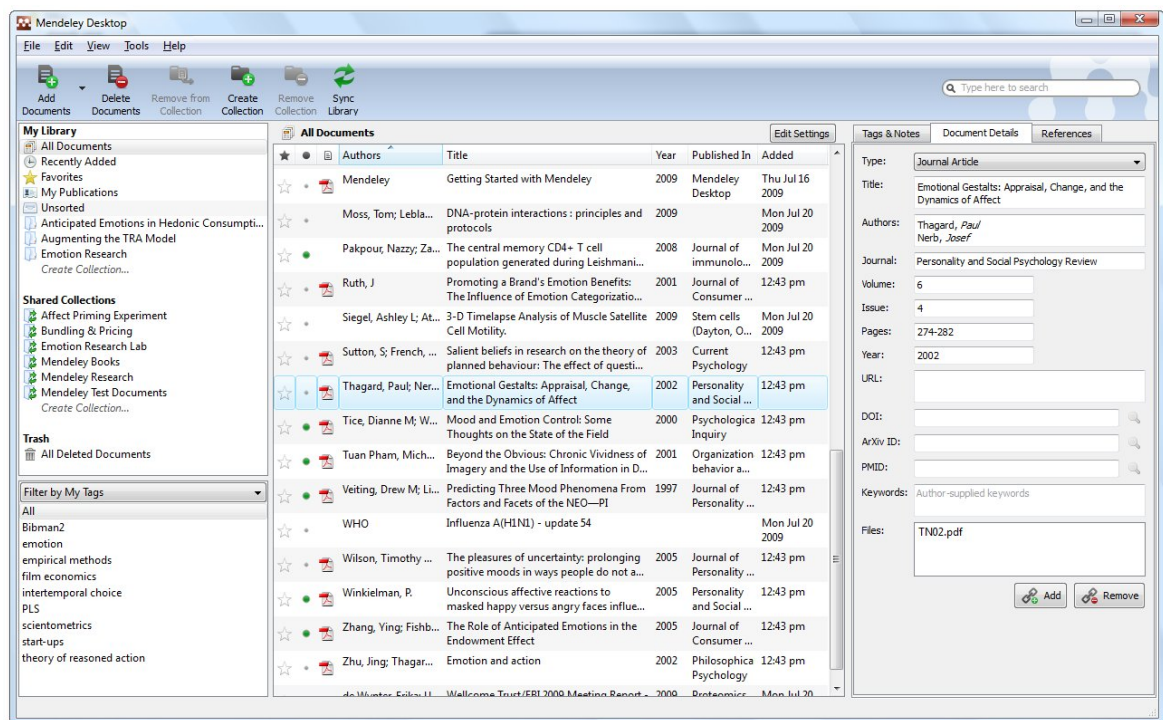 Mendeley Desktop
File Edit View Tools Help
Add Documents
Delete Documents
Remove from Collection
Create Collection
Remove Collection
Sync Library
Type here to search
My Library
All Documents
Recently Added
Favorites
My Publications
Unsorted
Anticipated Emotions in Hedonic Consumpti...
Augmenting the TRA Model
Emotion Research
Create Collection...
Shared Collections
Affect Priming Experiment
Bundling & Pricing
Emotion Research Lab
Mendeley Books
Mendeley Research
Mendeley Test Documents
Create Collection...
Trash
All Deleted Documents
Filter by My Tags
All
Bibman2
emotion
empirical methods
film economics
intertemporal choice
PLS
scientometrics
start-ups
theory of reasoned action
All Documents Edit Settings
Authors Title Year Published In Added
Mendeley Getting Started with Mendeley 2009 Mendeley Thu Jul 16
Desktop 2009
Moss, Tom; Lebla... DNA-protein interactions : principles and 2009 Mon Jul 20
protocols 2009
Pakpour, Nazzy; Za... The central memory CD4+ T cell 2008 Journal of Mon Jul 20
population generated during Leishmani... immunolo... 2009
Ruth, J Promoting a Brand's Emotion Benefits: 2001 Journal of 12:43 pm
The Influence of Emotion Categorizatio... Consumer ...
Siegel, Ashley L; At... 3-D Timelapse Analysis of Muscle Satellite 2009 Stem cells Mon Jul 20
Cell Motility. (Dayton, O... 2009
Sutton, S; French, ... Salient beliefs in research on the theory of 2003 Current 12:43 pm
planned behaviour: The effect of questi... Psychology
Thagard, Paul; Ner... Emotional Gestalts: Appraisal, Change, 2002 Personality 12:43 pm
and the Dynamics of Affect and Social ...
Tice, Dianne M; W... Mood and Emotion Control: Some 2000 Psychologica 12:43 pm
Thoughts on the State of the Field Inquiry
Tuan Pham, Mich... Beyond the Obvious: Chronic Vividness of 2001 Organization 12:43 pm
Imagery and the Use of Information in D... behavior a...
Veiting, Drew M; Li... Predicting Three Mood Phenomena From 1997 Journal of 12:43 pm
Factors and Facets of the NEO—PI Personality ...
WHO Influenza A(H1N1) - update 54 Mon Jul 20
2009
Wilson, Timothy ... The pleasures of uncertainty: prolonging 2005 Journal of 12:43 pm
positive moods in ways people do not a... Personality ...
Winkielman, P. Unconscious affective reactions to 2005 Personality 12:43 pm
masked happy versus angry faces influe... and Social ...
Zhang, Ying; Fishb... The Role of Anticipated Emotions in the 2005 Journal of 12:43 pm
Endowment Effect Consumer ...
Zhu, Jing; Thagar... Emotion and action 2002 Philosophica 12:43 pm
Psychology
de Wynter, Erika; U... Wellcome Trust/EBI 2009 Meeting Report - 2009 Proteomics Mon Jul 20
Tags & Notes Document Details References
Type: Journal Article
Title: Emotional Gestalts: Appraisal, Change, and the
Dynamics of Affect
Authors: Thagard, Paul
Nerb, Josef
Journal: Personality and Social Psychology Review
Volume: 6
Issue: 4
Pages: 274-282
Year: 2002
URL:
DOI:
ArXiv ID:
PMID:
Keywords: Author-supplied keywords
Files: TN02.pdf
Add Remove